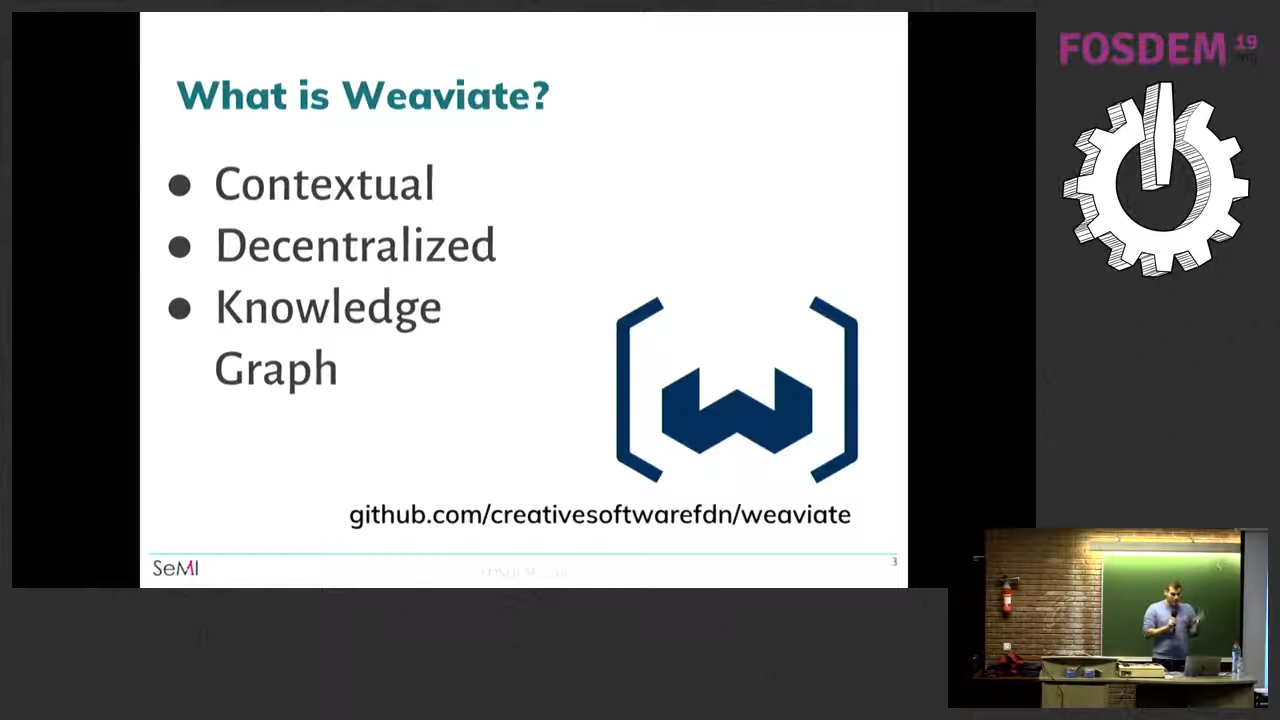 What is Weaviate?
● Contextual
● Decentralized
● Knowledge
Graph
github.com/creativesoftwarefdn/weaviate
SeMI
3
FOSDEM 19